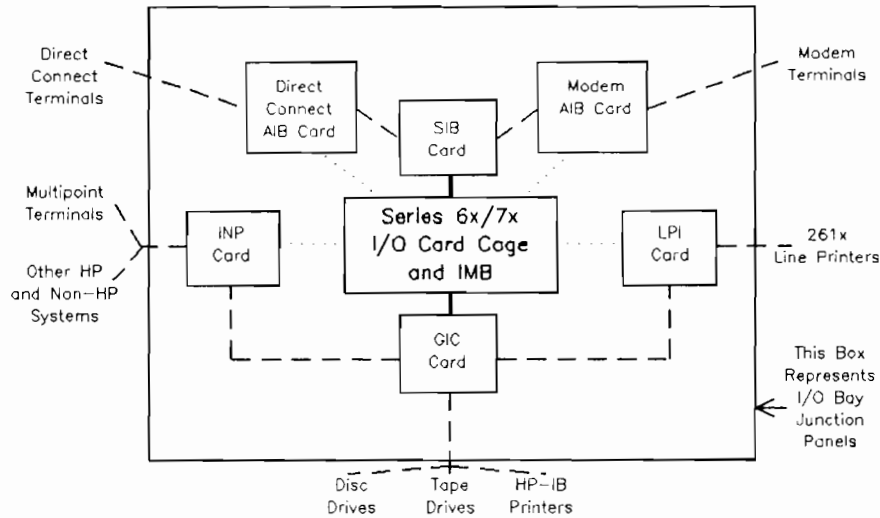 Direct
Connect
Terminals
Direct
Connect
AIB Card
SIB
Card
Modem
AIB Card
Modem
Terminals
Multipoint
Terminals
Other HP
and Non-HP
Systems
INP
Card
Series 6x/7x
I/O Card Cage
and IMB
LPI
Card
261x
Line Printers
GIC
Card
This Box
Represents
I/O Bay
Junction
Panels
Disc
Drives
Tape
Drives
HP-IB
Printers